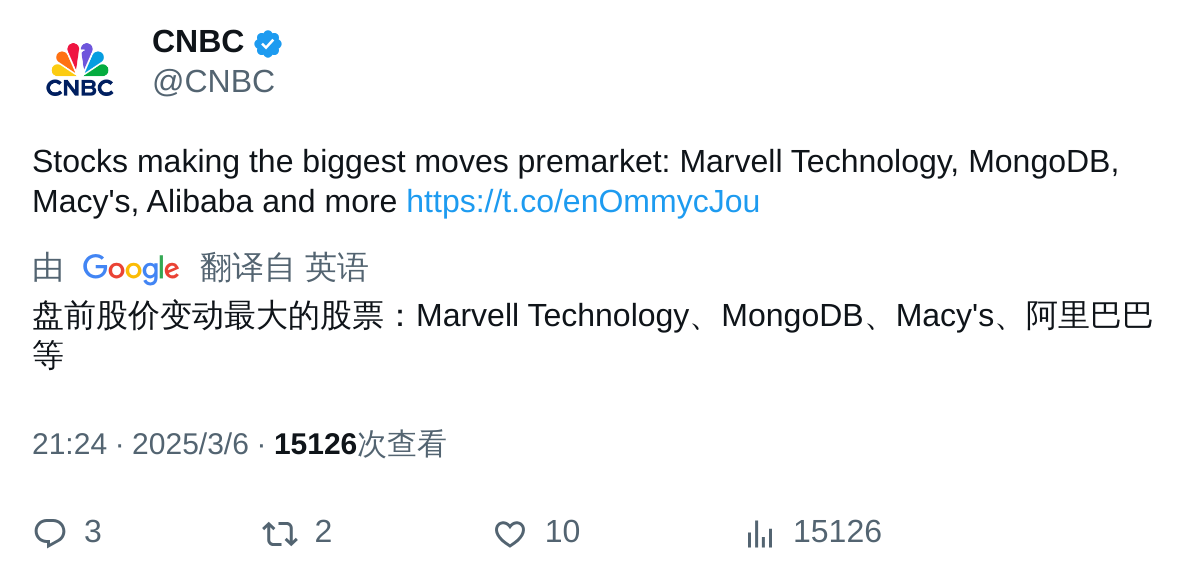 CNBC
CNBC
@CNBC
Stocks making the biggest moves premarket: Marvell Technology, MongoDB,
Macy's, Alibaba and more https://t.co/enOmmycJou
由 Google 翻译自 英语
盘前股价变动最大的股票：Marvell Technology、MongoDB、Macy's、阿里巴巴
等
21:24 · 2025/3/6 · 15126次查看
3 2 10 15126